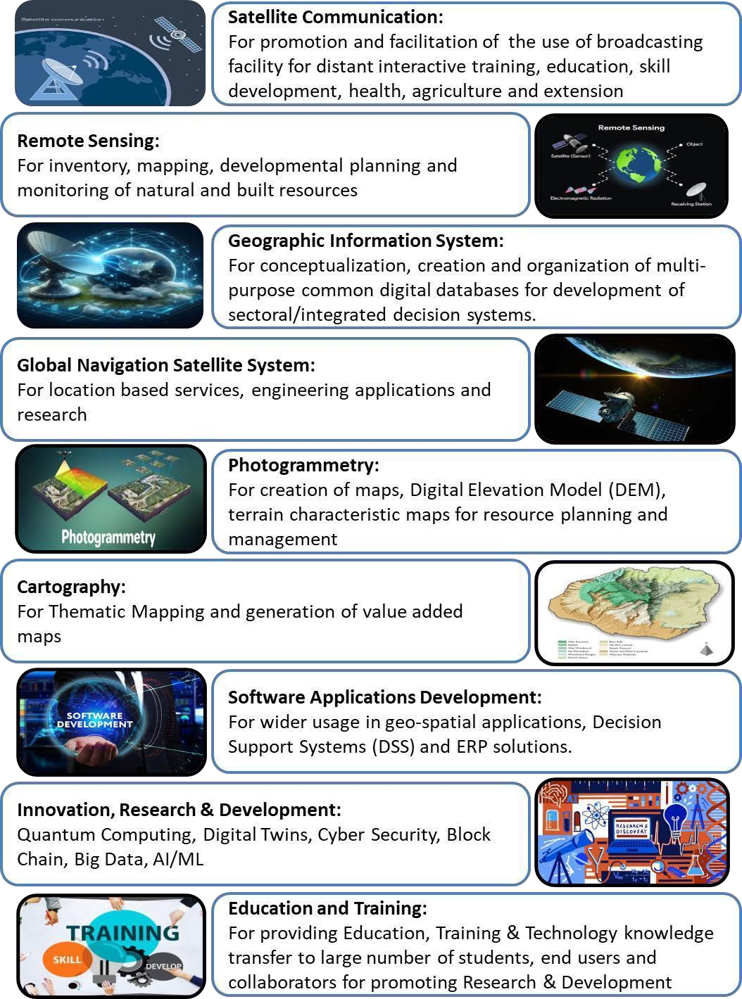 Satellite communication
Satellite Communication:
For promotion and facilitation of the use of broadcasting
facility for distant interactive training, education, skill
development, health, agriculture and extension
Remote Sensing:
For inventory, mapping, developmental planning and
monitoring of natural and built resources
Remote Sensing
Satellite (Sensor)
Object
Electromagnetic Radiation
Receiving Station
Geographic Information System:
For conceptualization, creation and organization of multi-
purpose common digital databases for development of
sectoral/integrated decision systems.
Global Navigation Satellite System:
For location based services, engineering applications and
research
Photogrammetry
Photogrammetry:
For creation of maps, Digital Elevation Model (DEM),
terrain characteristic maps for resource planning and
management
Cartography:
For Thematic Mapping and generation of value added
maps
SOFTWARE
DEVELOPMENT
Software Applications Development:
For wider usage in geo-spatial applications, Decision
Support Systems (DSS) and ERP solutions.
Innovation, Research & Development:
Quantum Computing, Digital Twins, Cyber Security, Block
Chain, Big Data, AI/ML
AI
RESEARCH &
DISCOVERY
TRAINING
SKILL
DEVELOP
Education and Training:
For providing Education, Training & Technology knowledge
transfer to large number of students, end users and
collaborators for promoting Research & Development